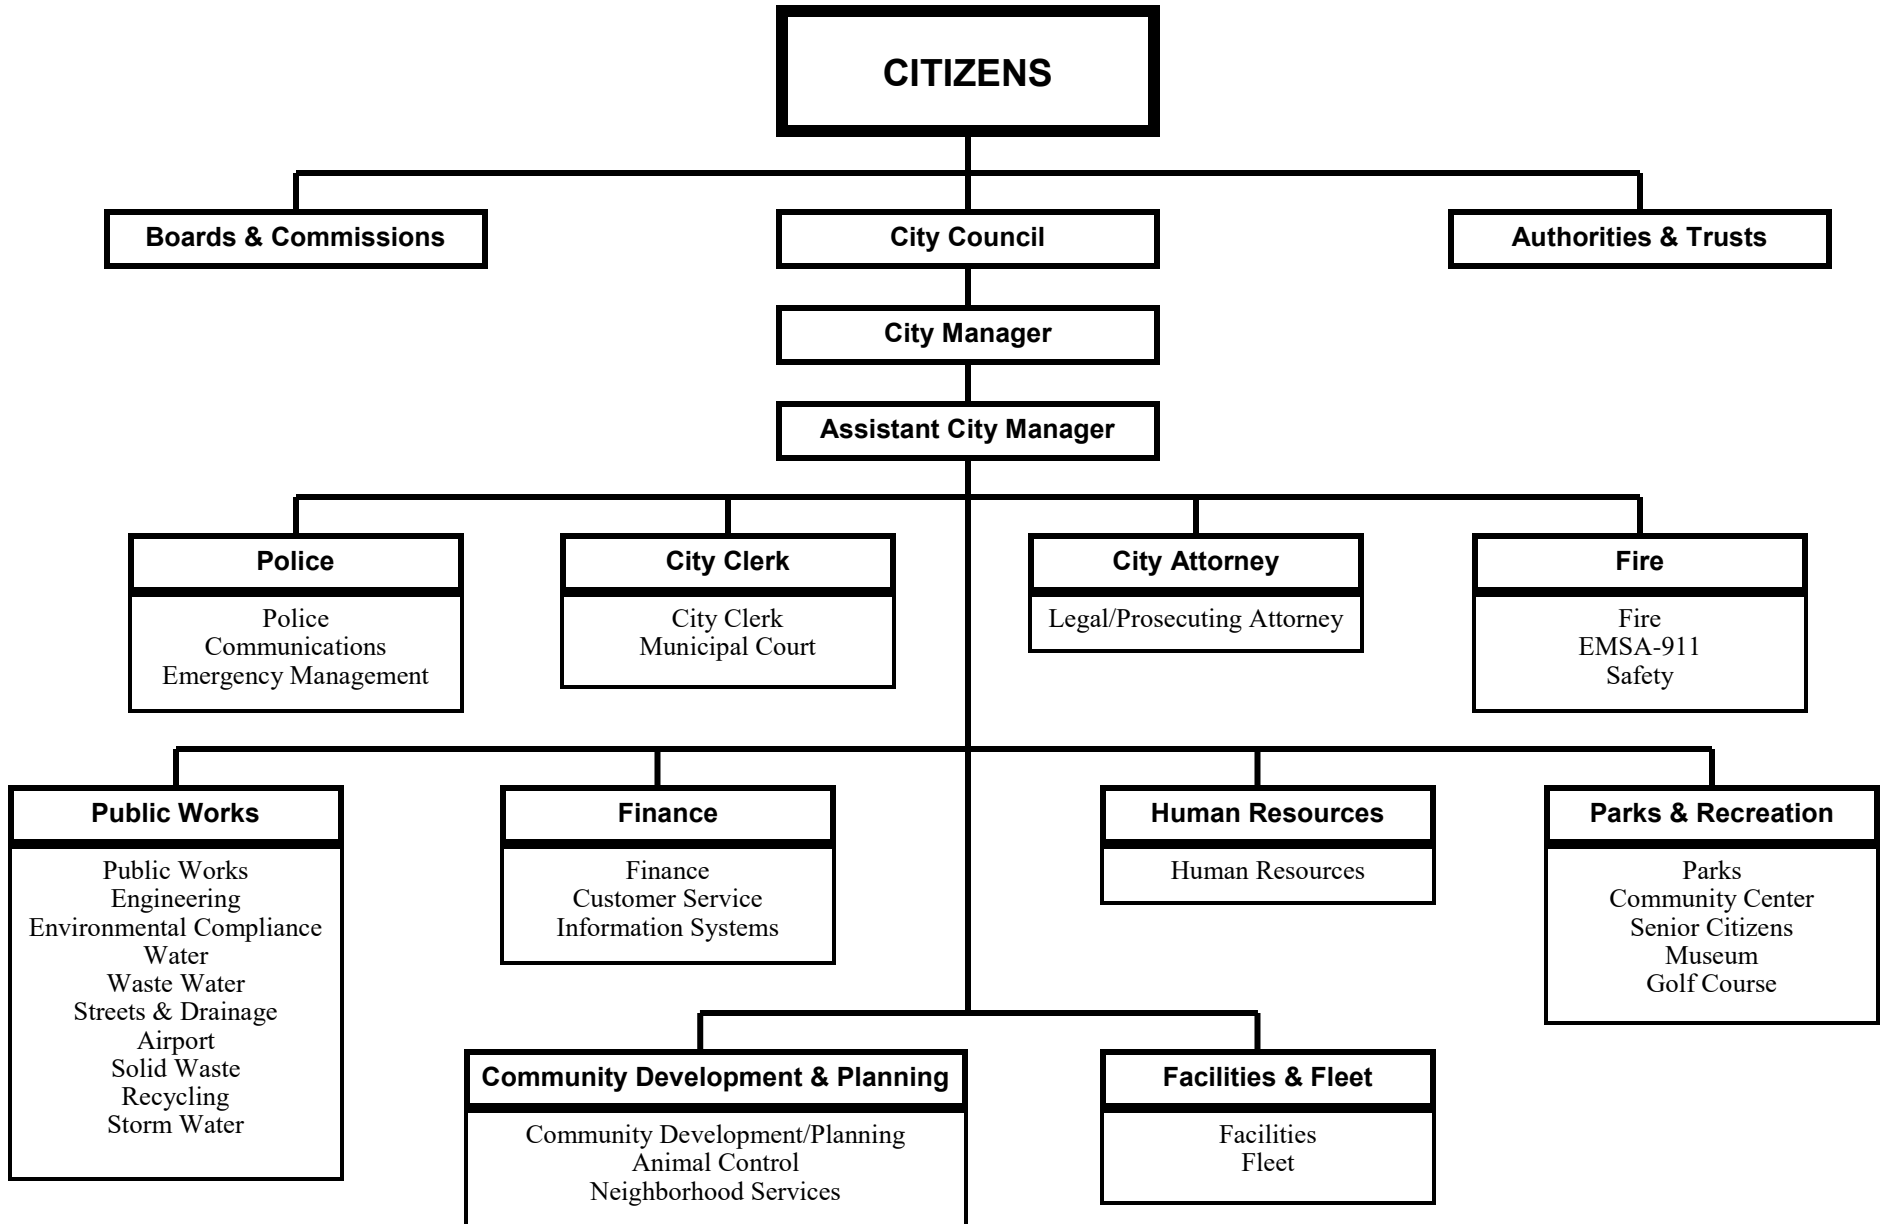 CITIZENS
Boards & Commissions
City Council
Authorities & Trusts
City Manager
Assistant City Manager
Police
Police
Communications
Emergency Management
City Clerk
City Clerk
Municipal Court
City Attorney
Legal/Prosecuting Attorney
Fire
Fire
EMSA-911
Safety
Public Works
Public Works
Engineering
Environmental Compliance
Water
Waste Water
Streets & Drainage
Airport
Solid Waste
Recycling
Storm Water
Finance
Finance
Customer Service
Information Systems
Human Resources
Human Resources
Parks & Recreation
Parks
Community Center
Senior Citizens
Museum
Golf Course
Community Development & Planning
Community Development/Planning
Animal Control
Neighborhood Services
Facilities & Fleet
Facilities
Fleet